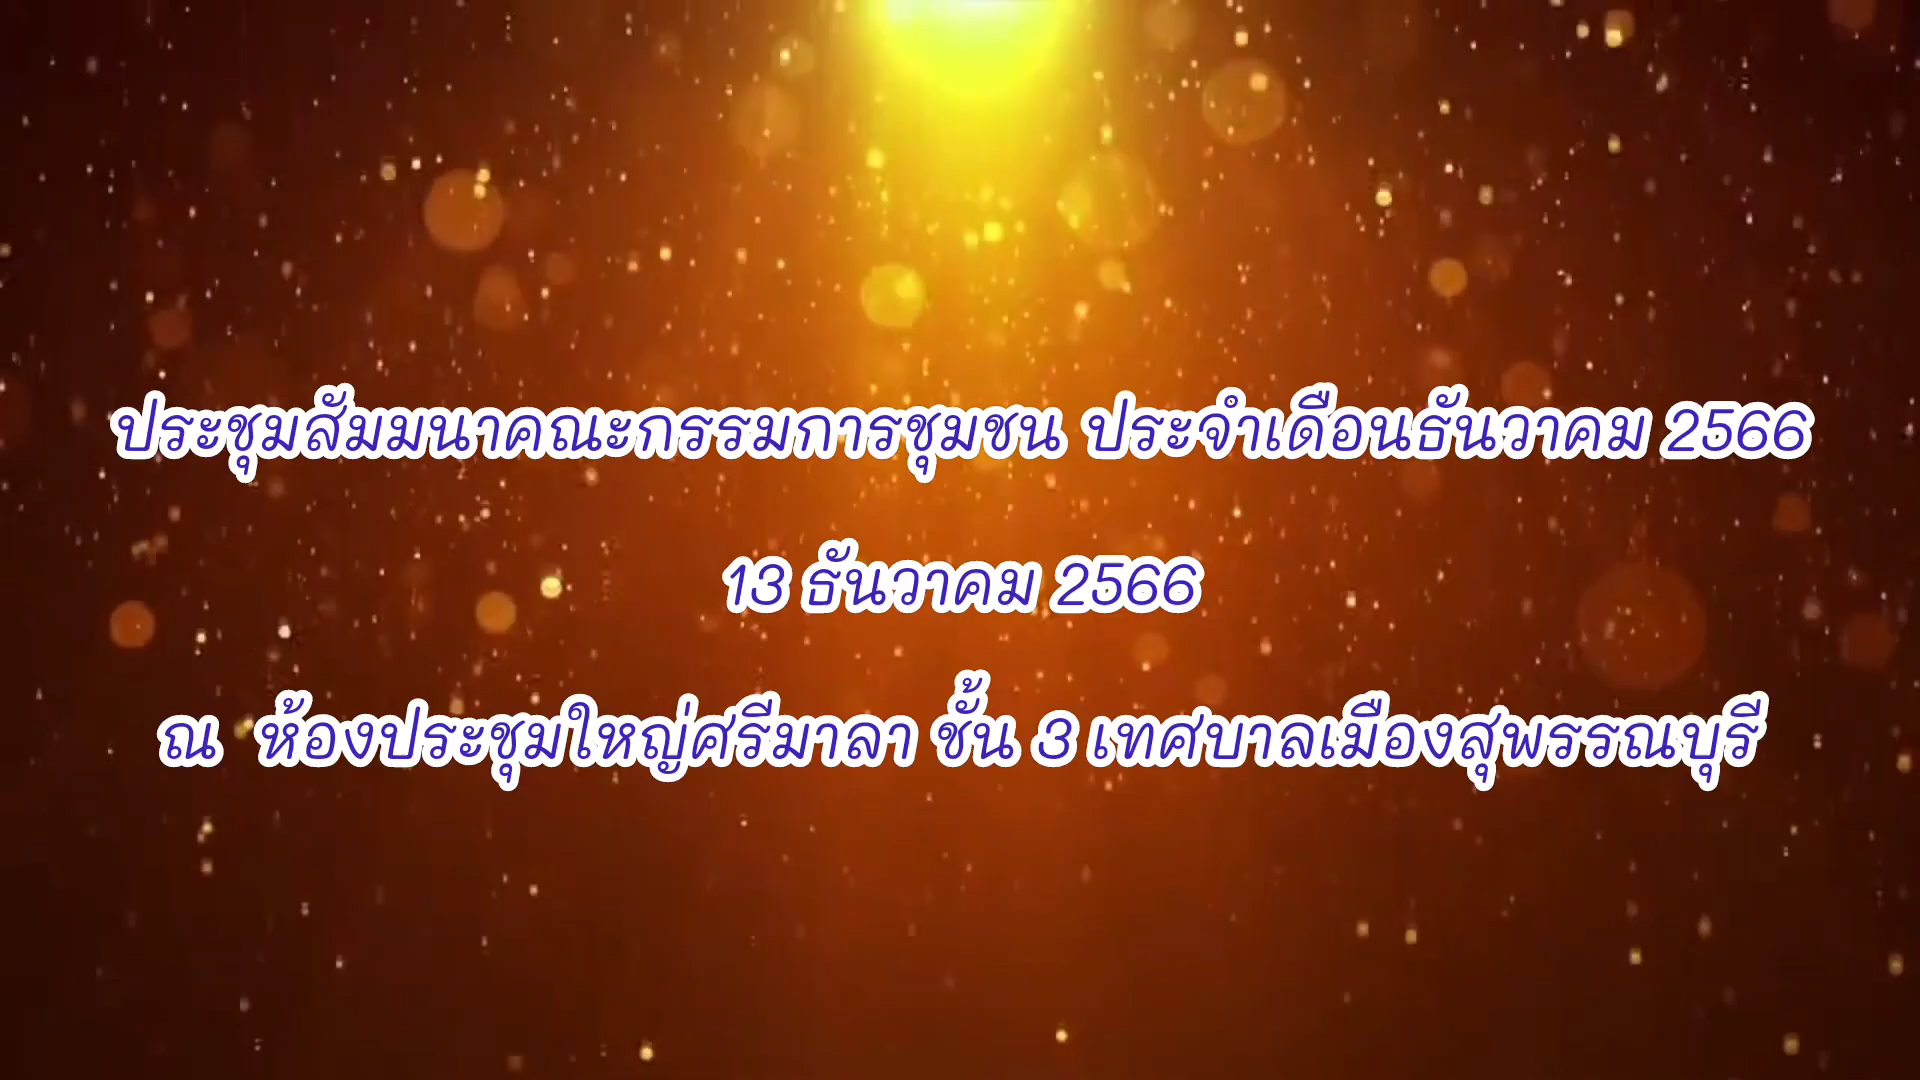 ประชุมสัมมนาคณะกรรมการชุมชน ประจำเดือนธันวาคม 2566
13 ธันวาคม 2566
ณ  ห้องประชุมใหญ่ศรีมาลา ชั้น 3 เทศบาลเมืองสุพรรณบุรี